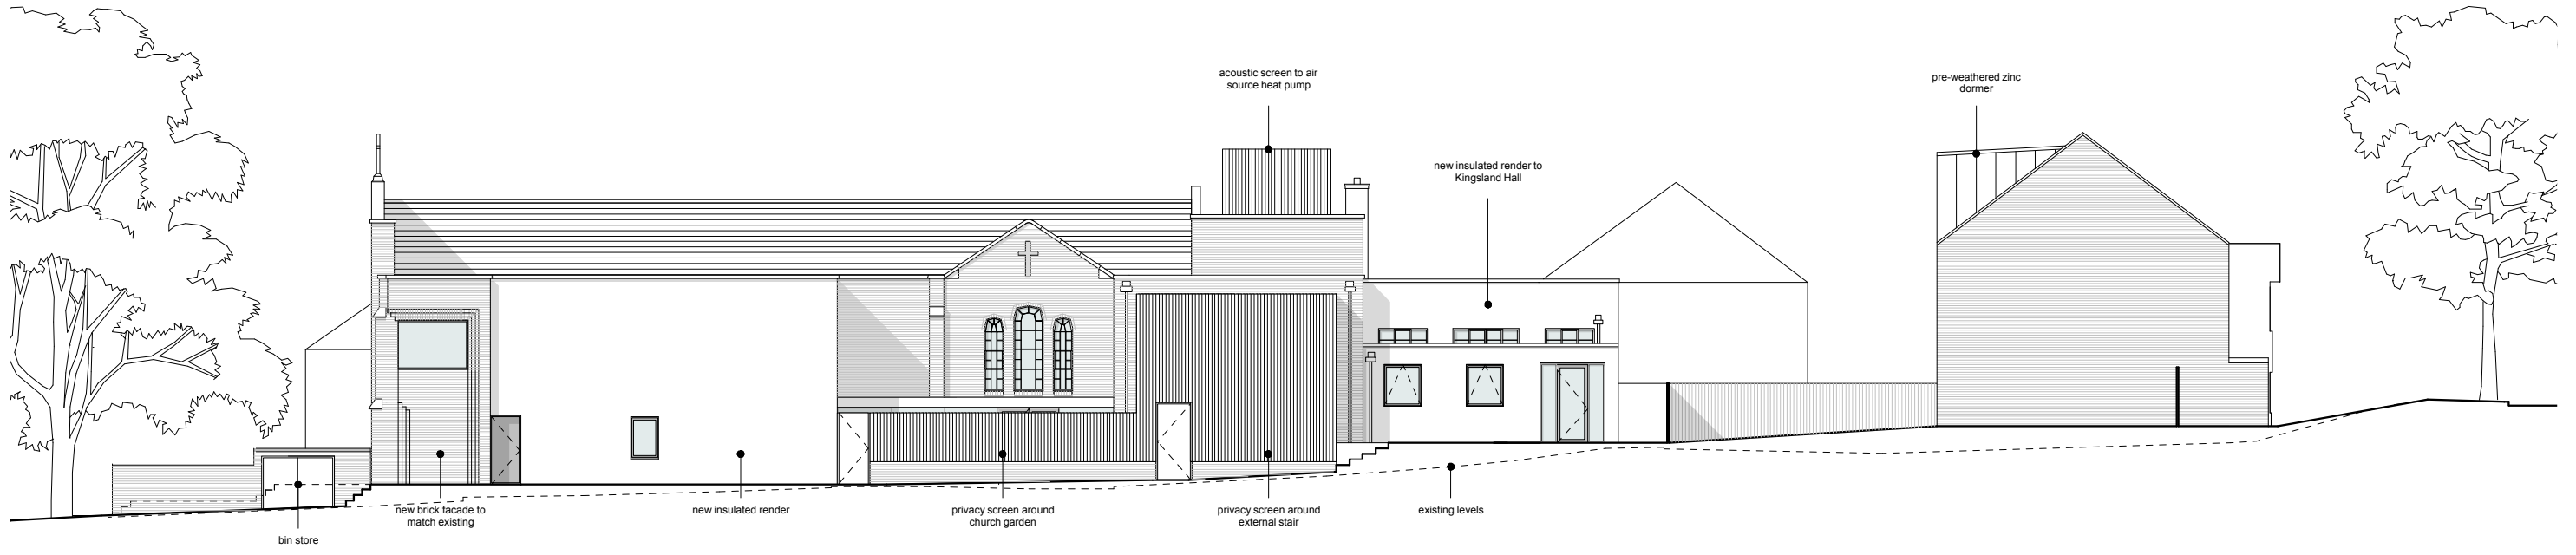 acoustic screen to air
source heat pump
pre-weathered zinc
dormer
new insulated render to
Kingsland Hall
new brick facade to
match existing
new insulated render
privacy screen around
church garden
privacy screen around
external stair
existing levels
bin store